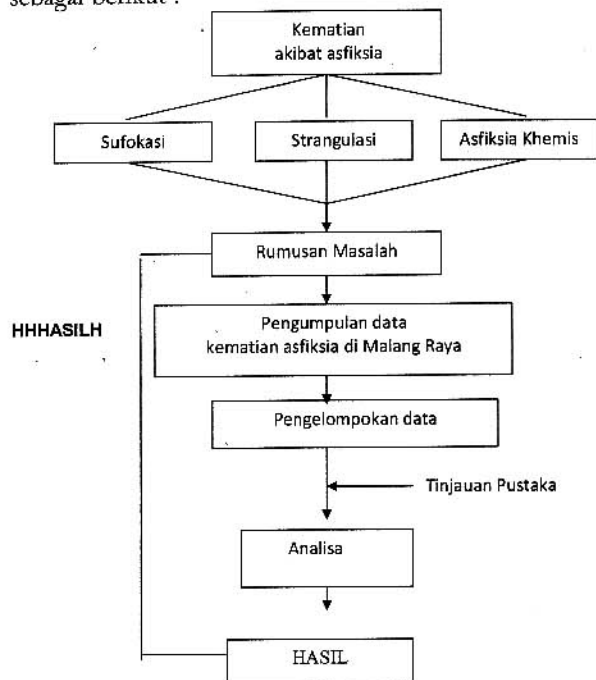 sebagai berikut :
Kematian
akibat asfiksia
Sufokasi
Strangulasi
Asfiksia Khemis
Rumusan Masalah
HHHASILH
Pengumpulan data
kematian asfiksia di Malang Raya
Pengelompokan data
Tinjauan Pustaka
Analisa
HASIL